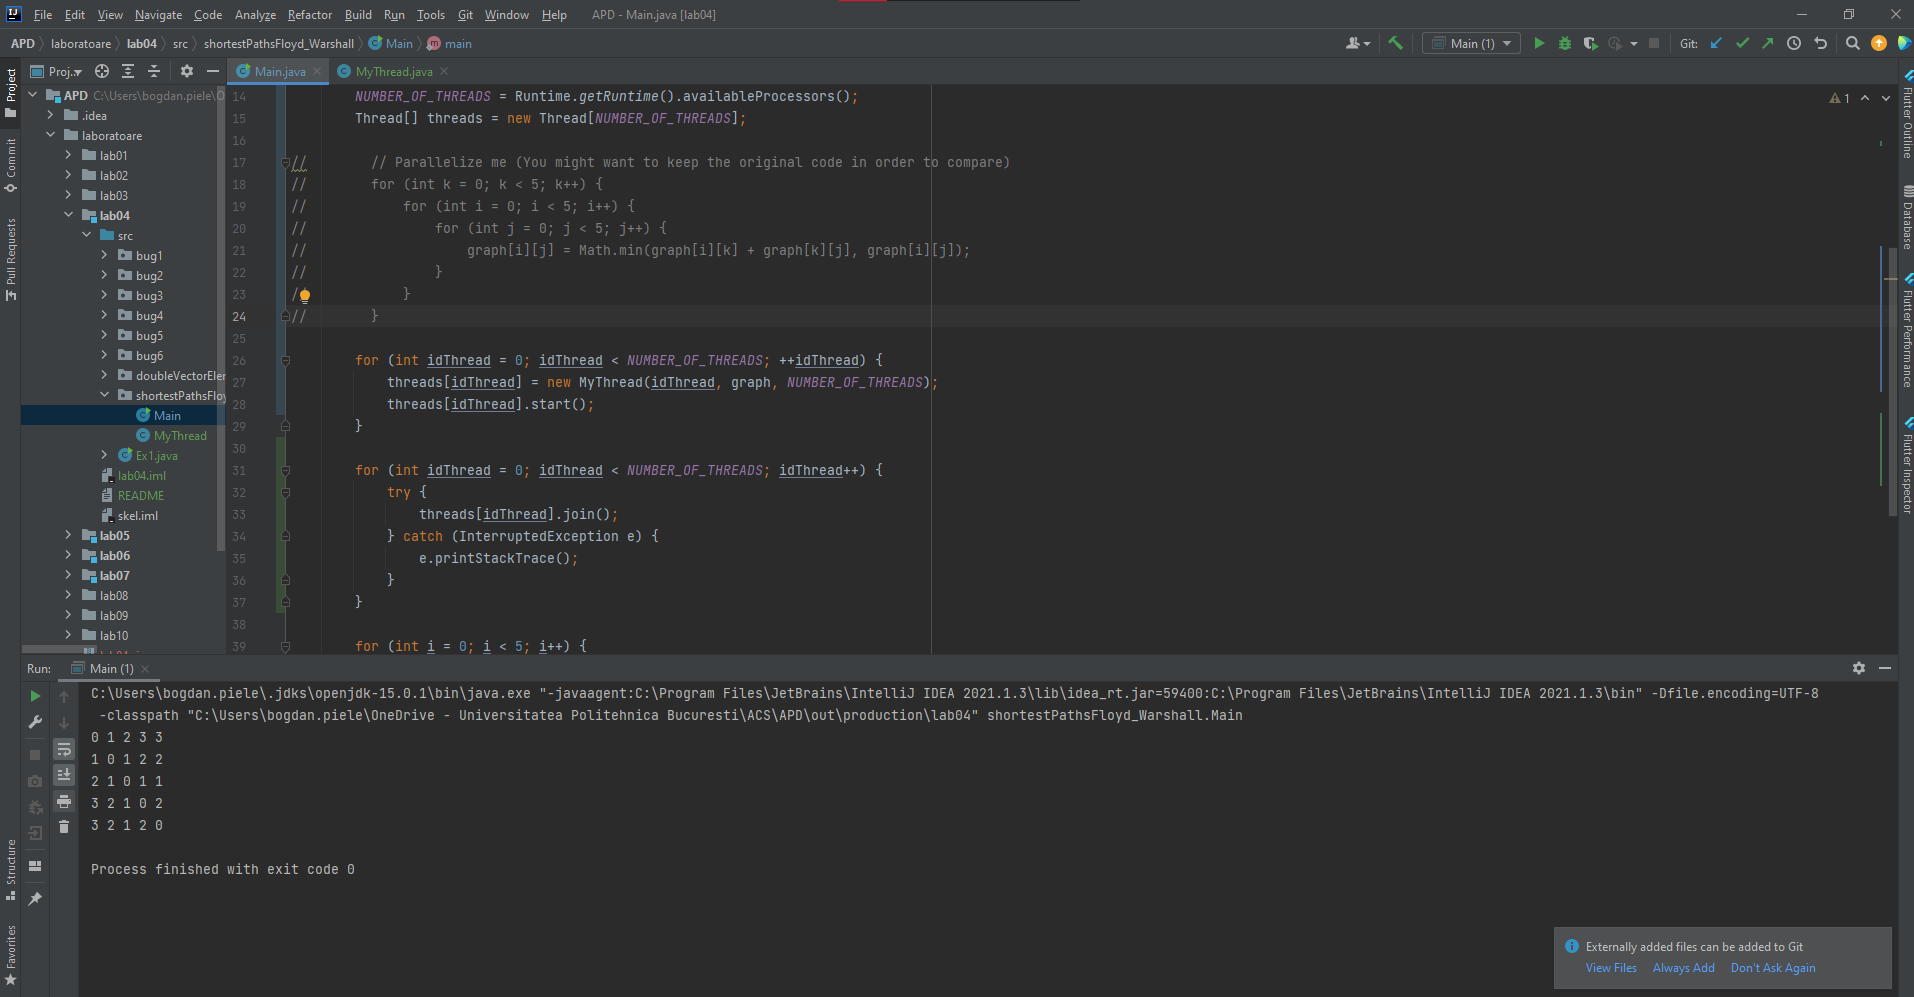 File Edit View Navigate Code Analyze Refactor Build Run Tools Git Window Help APD - Main.java [lab04]
APD laboratoare lab04 src shortestPathsFloyd_Warshall Main main
Main (1) Git:
Proj...
Main.java MyThread.java
Project
Commit
Pull Requests
Structure
Favorites
APD C:\Users\bogdan.piele\O
.idea
laboratoare
lab01
lab02
lab03
lab04
src
bug1
bug2
bug3
bug4
bug5
bug6
doubleVectorEler
shortestPathsFloy
Main
MyThread
Ex1.java
lab04.iml
README
skel.iml
lab05
lab06
lab07
lab08
lab09
lab10
14 NUMBER_OF_THREADS = Runtime.getRuntime().availableProcessors();
15 Thread[] threads = new Thread[NUMBER_OF_THREADS];
16
17 // // Parallelize me (You might want to keep the original code in order to compare)
18 // for (int k = 0; k < 5; k++) {
19 // for (int i = 0; i < 5; i++) {
20 // for (int j = 0; j < 5; j++) {
21 // graph[i][j] = Math.min(graph[i][k] + graph[k][j], graph[i][j]);
22 // }
23 / }
24 // }
25
26 for (int idThread = 0; idThread < NUMBER_OF_THREADS; ++idThread) {
27 threads[idThread] = new MyThread(idThread, graph, NUMBER_OF_THREADS);
28 threads[idThread].start();
29 }
30
31 for (int idThread = 0; idThread < NUMBER_OF_THREADS; idThread++) {
32 try {
33 threads[idThread].join();
34 } catch (InterruptedException e) {
35 e.printStackTrace();
36 }
37 }
38
39 for (int i = 0; i < 5; i++) {
1
Flutter Outline
Database
Flutter Performance
Flutter Inspector
Run: Main (1)
C:\Users\bogdan.piele\.jdks\openjdk-15.0.1\bin\java.exe "-javaagent:C:\Program Files\JetBrains\IntelliJ IDEA 2021.1.3\lib\idea_rt.jar=59400:C:\Program Files\JetBrains\IntelliJ IDEA 2021.1.3\bin" -Dfile.encoding=UTF-8
-classpath "C:\Users\bogdan.piele\OneDrive - Universitatea Politehnica Bucuresti\ACS\APD\out\production\lab04" shortestPathsFloyd_Warshall.Main
0 1 2 3 3
1 0 1 2 2
2 1 0 1 1
3 2 1 0 2
3 2 1 2 0
Process finished with exit code 0
Externally added files can be added to Git
View Files Always Add Don't Ask Again